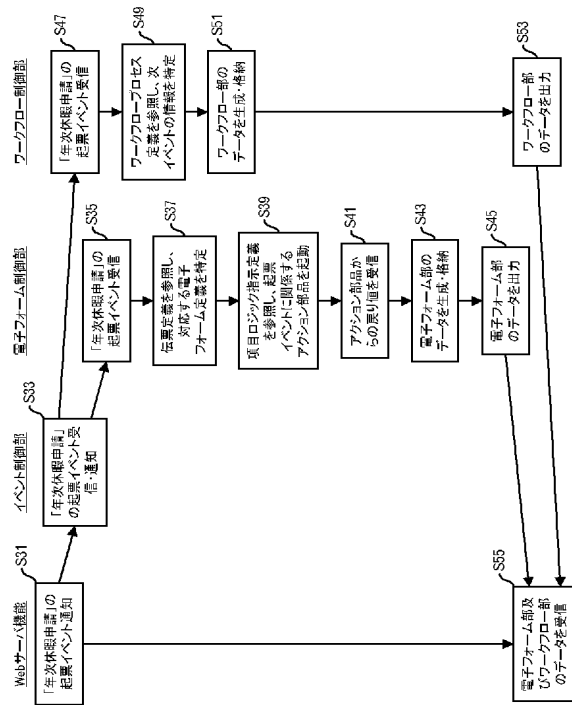 Webサーバ機能
S31
「年次休暇申請」の
起票イベント通知
S55
電子フォーム部及
びワークフロー部
のデータを受信
イベント制御部
S33
「年次休暇申請」
の起票イベント受
信・通知
電子フォーム制御部
S35
「年次休暇申請」の
起票イベント受信
S37
伝票定義を参照し、
対応する電子
フォーム定義を特定
S39
項目ロジック指示定義
を参照し、起票
イベントに関係する
アクション部品を起動
S41
アクション部品か
らの戻り値を受信
S43
電子フォーム部の
データを生成・格納
S45
電子フォーム部
のデータを出力
ワークフロー制御部
S47
「年次休暇申請」の
起票イベント受信
S49
ワークフロープロセス
定義を参照し、次
イベントの情報を特定
S51
ワークフロー部の
データを生成・格納
S53
ワークフロー部
のデータを出力